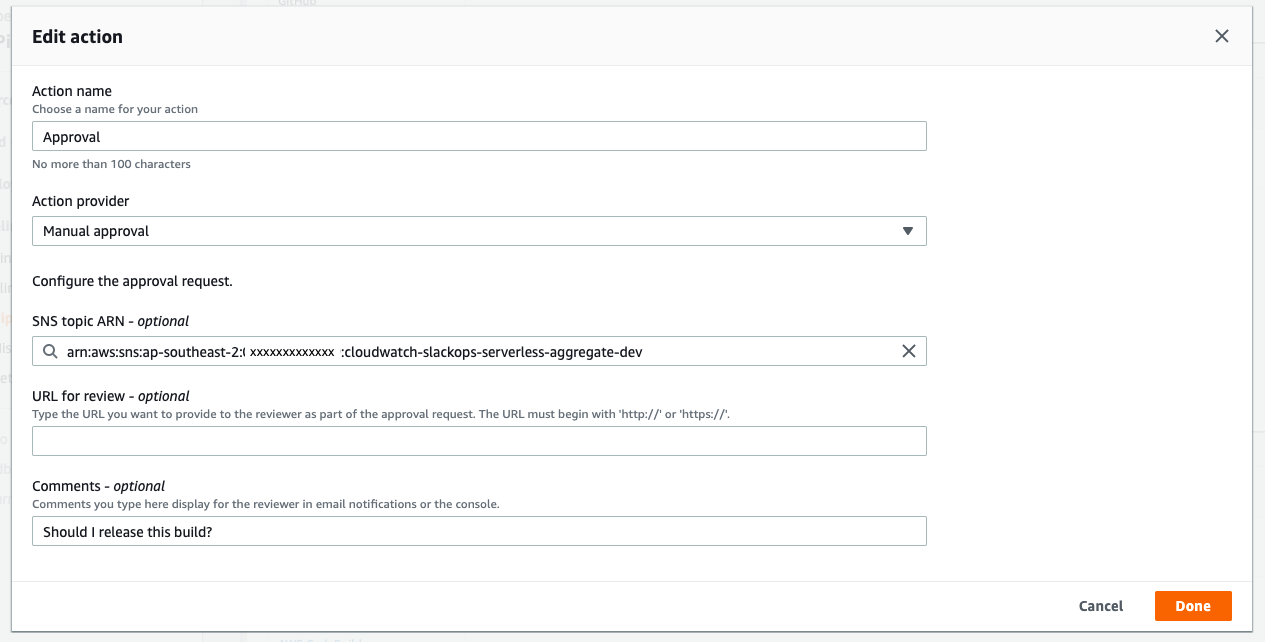 GitHub
Edit action
Action name
Choose a name for your action
Approval
No more than 100 characters
Action provider
Manual approval
Configure the approval request.
SNS topic ARN - optional
arn:aws:sns:ap-southeast-2: xxxxxxxxxxxxx :cloudwatch-slackops-serverless-aggregate-dev
URL for review - optional
Type the URL you want to provide to the reviewer as part of the approval request. The URL must begin with 'http://' or 'https://'.
Comments - optional
Comments you type here display for the reviewer in email notifications or the console.
Should I release this build?
Cancel
Done